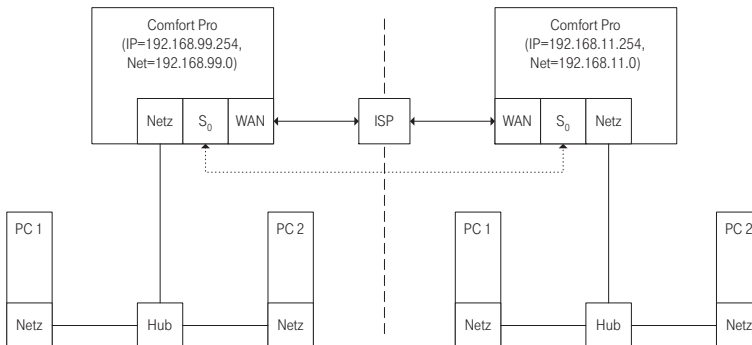 Comfort Pro
(IP=192.168.99.254,
Net=192.168.99.0)
Netz
S₀
WAN
ISP
Comfort Pro
(IP=192.168.11.254,
Net=192.168.11.0)
WAN
S₀
Netz
PC 1
PC 2
Netz
Hub
Netz
PC 1
PC 2
Netz
Hub
Netz